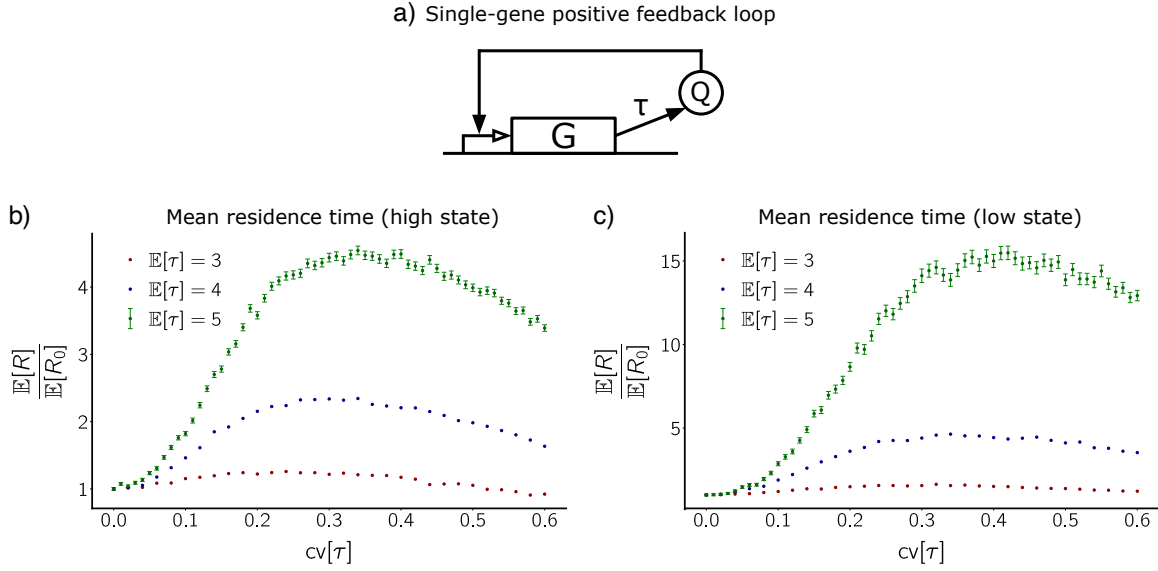 a) Single-gene positive feedback loop
τ
Q
G
b)
Mean residence time (high state)
𝔼[τ] = 3
𝔼[τ] = 4
𝔼[τ] = 5
𝔼[R]
𝔼[R₀]
4
3
2
1
0.0 0.1 0.2 0.3 0.4 0.5 0.6
cv[τ]
c)
Mean residence time (low state)
𝔼[τ] = 3
𝔼[τ] = 4
𝔼[τ] = 5
𝔼[R]
𝔼[R₀]
15
10
5
0.0 0.1 0.2 0.3 0.4 0.5 0.6
cv[τ]